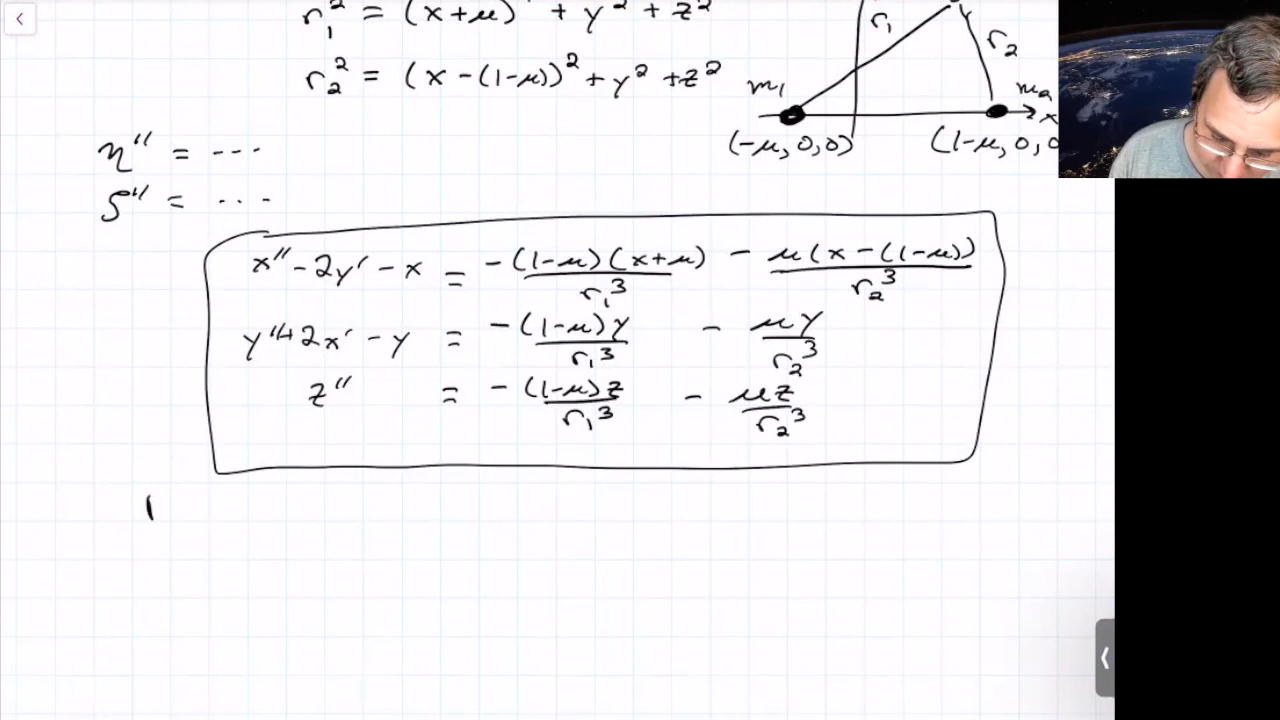 r₁² = (x+μ)² + y² + z²
r₂² = (x-(1-μ))² + y² + z²
r₁
r₂
m₁
m₂
x
(-μ, 0, 0)
(1-μ, 0, 0
η'' = ---
ζ'' = ...
x'' - 2y' - x = -(1-μ)(x+μ)/r₁³ - μ(x-(1-μ))/r₂³
y'' + 2x' - y = -(1-μ)y/r₁³ - μy/r₂³
z'' = -(1-μ)z/r₁³ - μz/r₂³